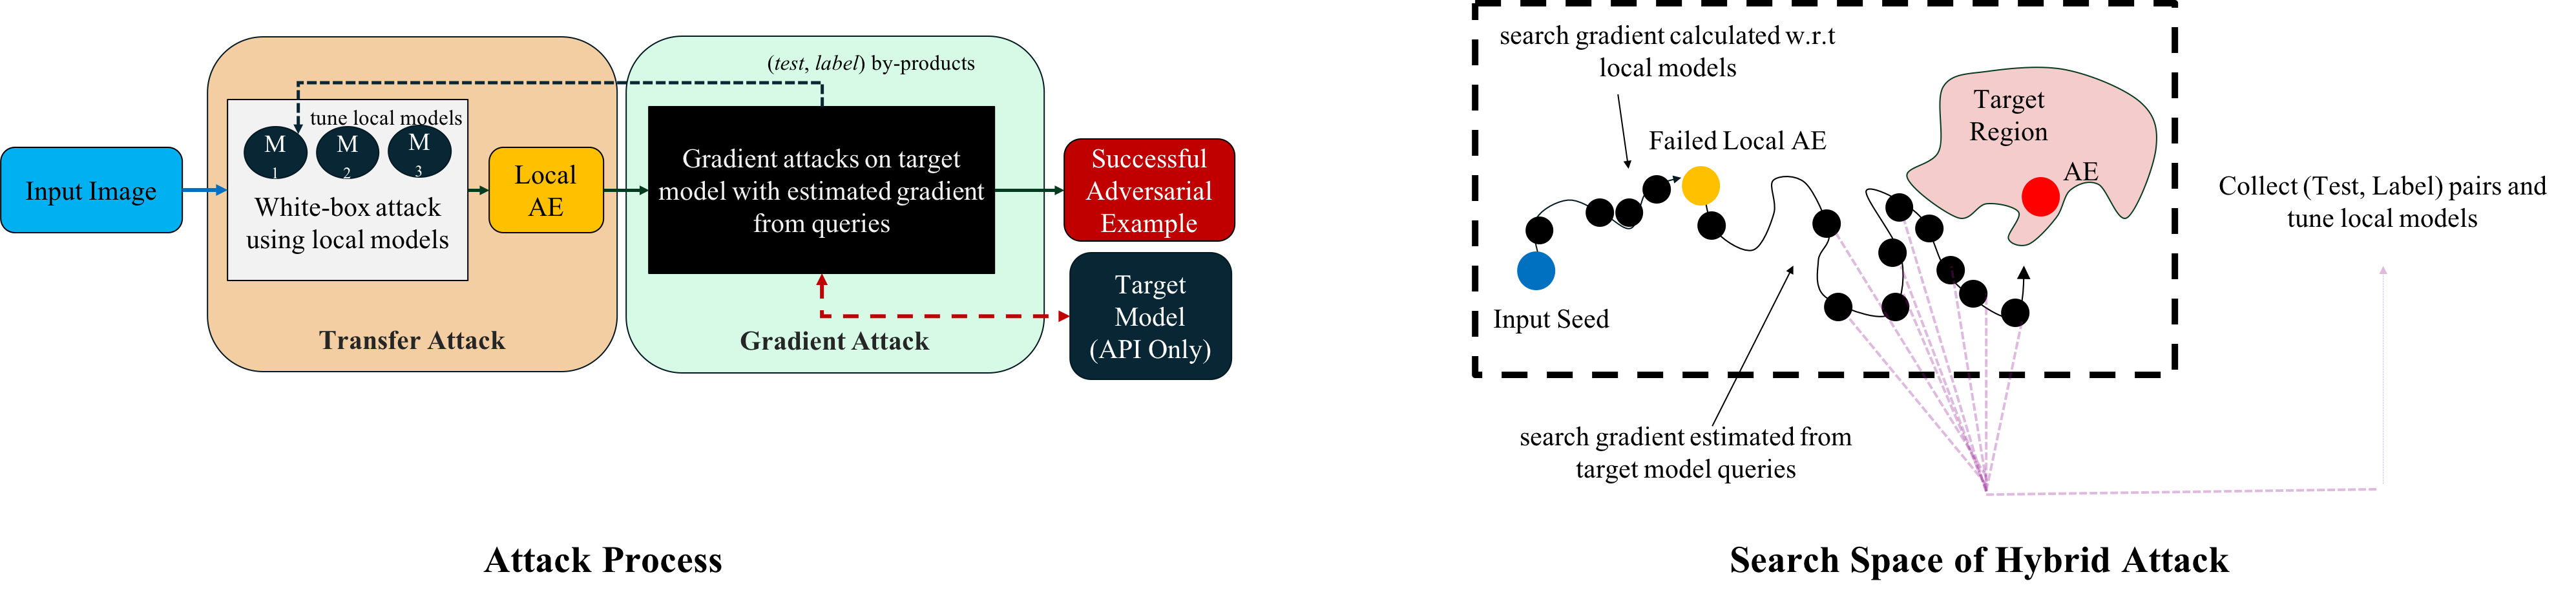 (test, label) by-products
tune local models
M
1
M
2
M
3
Input Image
White-box attack
using local models
Local
AE
Gradient attacks on target
model with estimated gradient
from queries
Successful
Adversarial
Example
Target
Model
(API Only)
Transfer Attack
Gradient Attack
Attack Process
search gradient calculated w.r.t
local models
Failed Local AE
Target
Region
AE
Input Seed
Collect (Test, Label) pairs and
tune local models
search gradient estimated from
target model queries
Search Space of Hybrid Attack